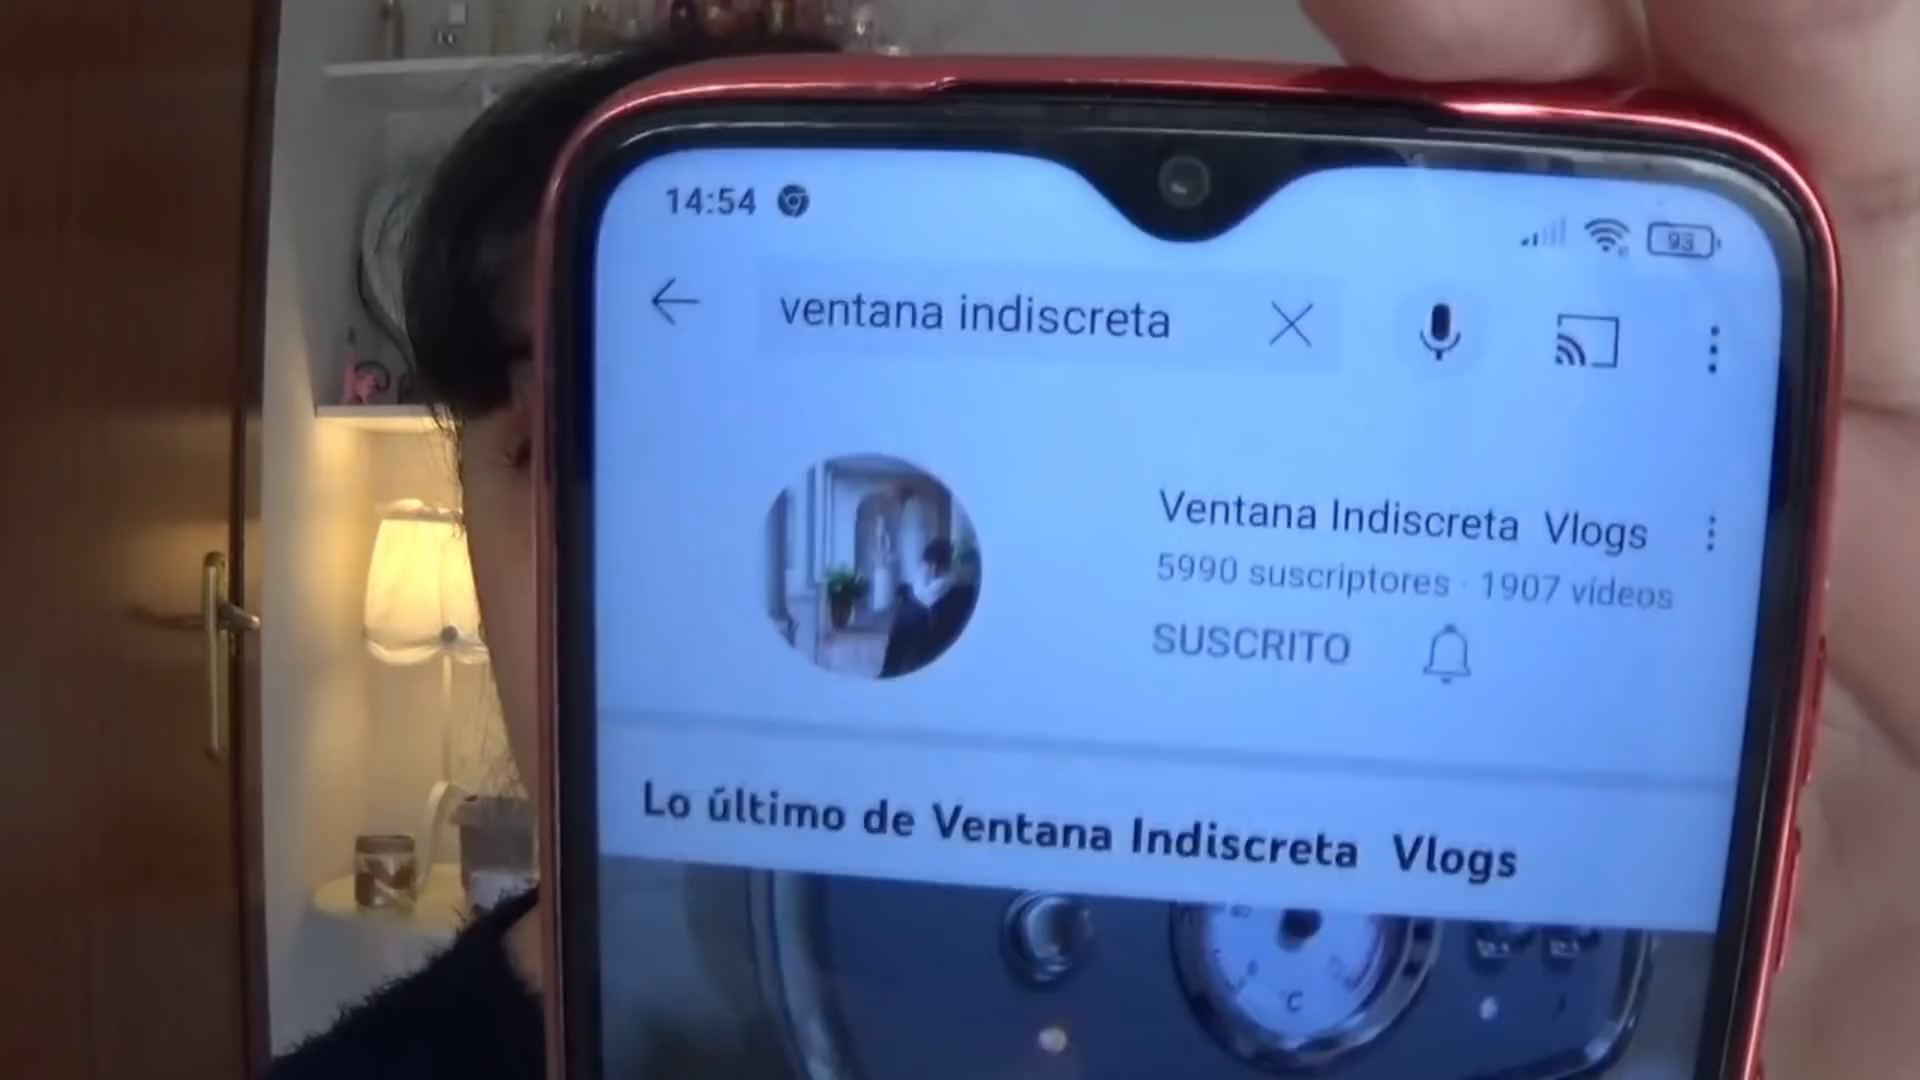 14:54
93
ventana indiscreta
Ventana Indiscreta Vlogs
5990 suscriptores · 1907 vídeos
SUSCRITO
Lo último de Ventana Indiscreta Vlogs
°C